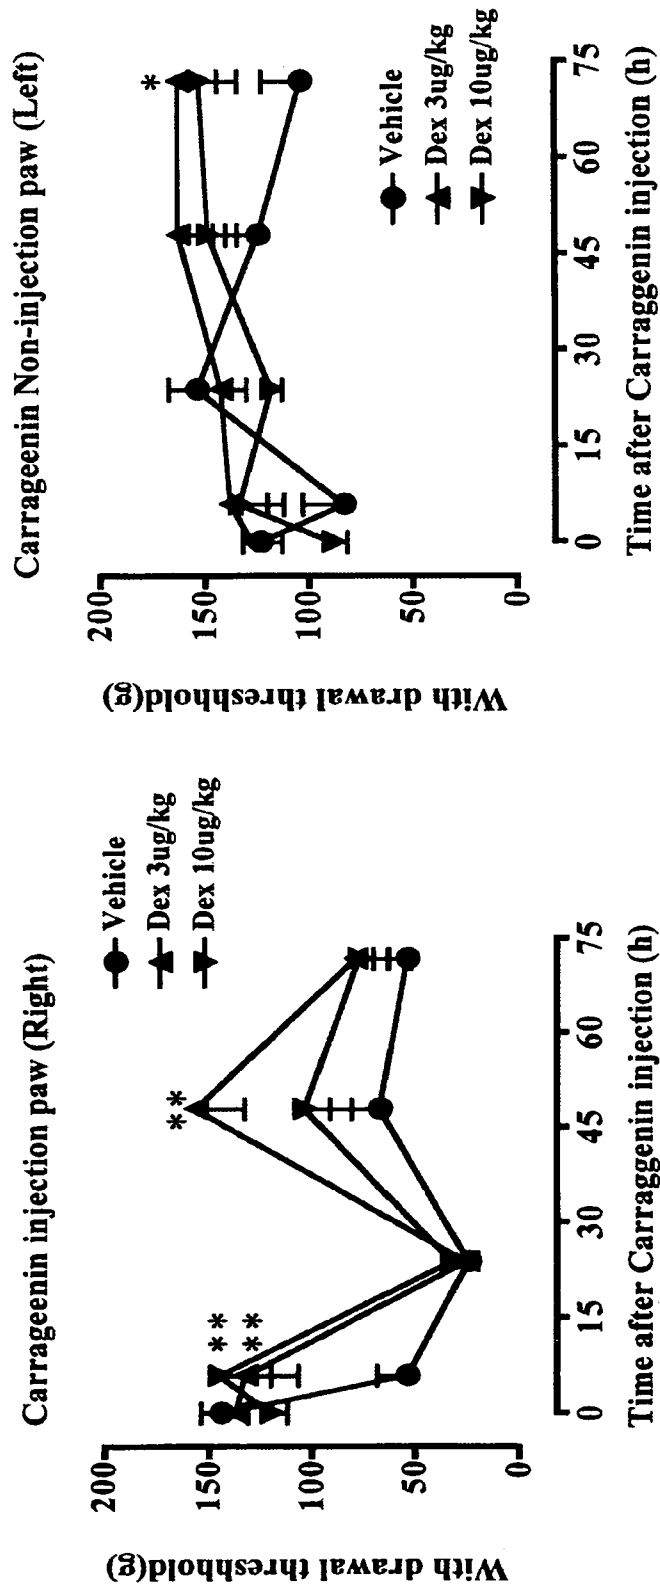 Carrageenin injection paw (Right)
**
**
**
Vehicle
Dex 3ug/kg
Dex 10ug/kg
With drawal threshhold(g)
200
150
100
50
0
0 15 30 45 60 75
Time after Carraggenin injection (h)
Carrageenin Non-injection paw (Left)
*
Vehicle
Dex 3ug/kg
Dex 10ug/kg
With drawal threshhold(g)
200
150
100
50
0
0 15 30 45 60 75
Time after Carraggenin injection (h)